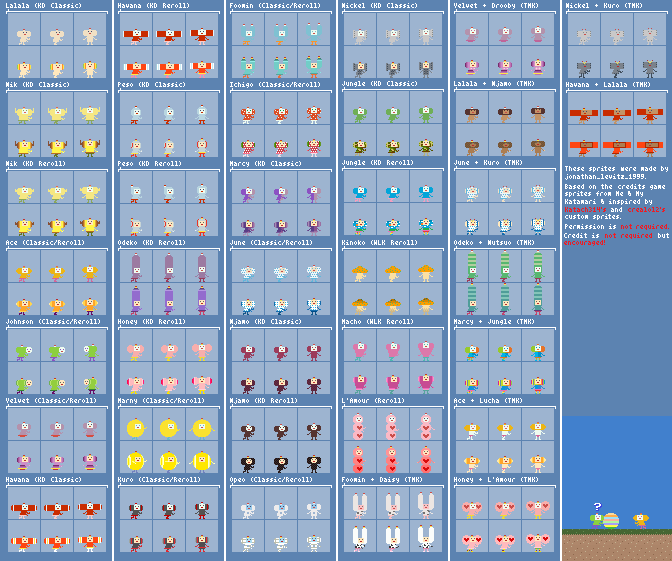 Lalala (KD Classic)
Nik (KD Classic)
Nik (KD Reroll)
Ace (Classic/Reroll)
Johnson (Classic/Reroll)
Velvet (Classic/Reroll)
Havana (KD Classic)
Havana (KD Reroll)
Peso (KD Classic)
Peso (KD Reroll)
Odeko (KD Reroll)
Honey (KD Reroll)
Marny (Classic/Reroll)
Kuro (Classic/Reroll)
Foomin (Classic/Reroll)
Ichigo (Classic/Reroll)
Marcy (KD Classic)
June (Classic/Reroll)
Njamo (KD Classic)
Njamo (KD Reroll)
Opeo (Classic/Reroll)
Nickel (KD Classic)
Jungle (KD Classic)
Jungle (KD Reroll)
Kinoko (WLK Reroll)
Macho (WLK Reroll)
L'Amour (Reroll)
Foomin + Daisy (TMK)
Velvet + Drooby (TMK)
Lalala + Njamo (TMK)
June + Kuro (TMK)
Odeko + Nutsuo (TMK)
Marcy + Jungle (TMK)
Ace + Lucha (TMK)
Honey + L'Amour (TMK)
Nickel + Kuro (TMK)
Havana + Lalala (TMK)
These sprites were made by
jonathan_levitz_1999.
Based on the credits game
sprites from Me & My
Katamari & inspired by
and
custom sprites.
Permission is not required.
Credit is not required but
encouraged!
?